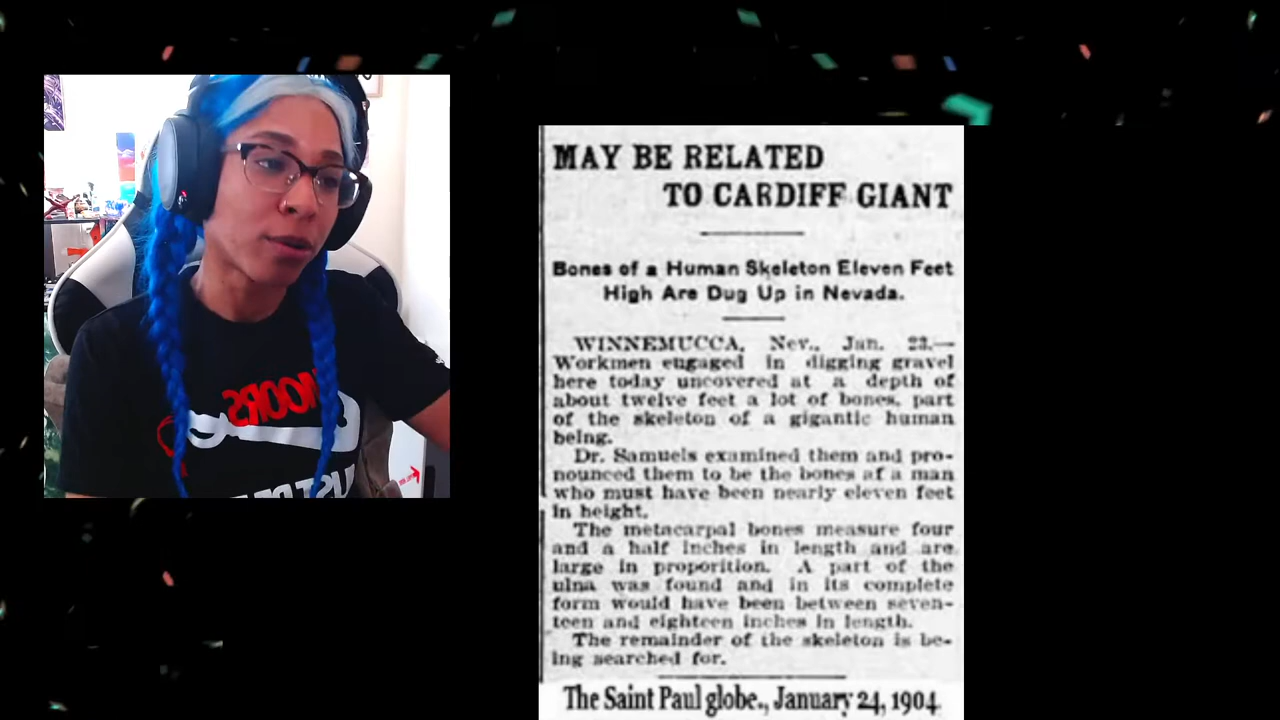 MAY BE RELATED
TO CARDIFF GIANT
Bones of a Human Skeleton Eleven Feet
High Are Dug Up in Nevada.
WINNEMUCCA, Nev., Jan. 23.—
Workmen engaged in digging gravel
here today uncovered at a depth of
about twelve feet a lot of bones, part
of the skeleton of a gigantic human
being.
Dr. Samuels examined them and pro-
nounced them to be the bones of a man
who must have been nearly eleven feet
in height.
The metacarpal bones measure four
and a half inches in length and are
large in proporition. A part of the
ulna was found and in its complete
form would have been between seven-
teen and eighteen inches in length.
The remainder of the skeleton is be-
ing searched for.
The Saint Paul globe., January 24, 1904
MOORS